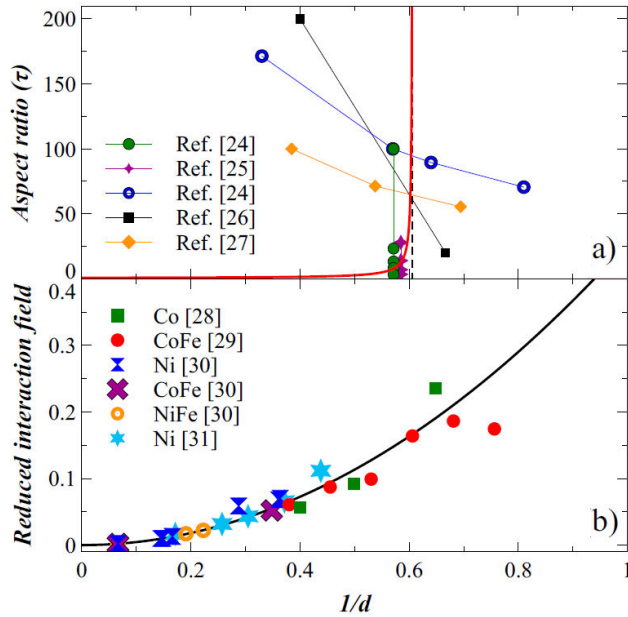 200
150
100
50
0
Aspect ratio (τ)
Ref. [24]
Ref. [25]
Ref. [24]
Ref. [26]
Ref. [27]
a)
0.4
0.3
0.2
0.1
0
Reduced interaction field
Co [28]
CoFe [29]
Ni [30]
CoFe [30]
NiFe [30]
Ni [31]
b)
0 0.2 0.4 0.6 0.8 1
1/d